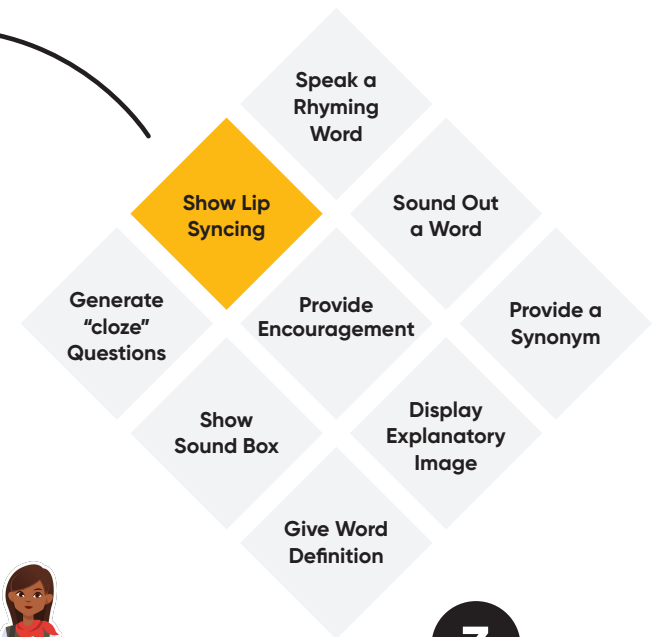 Speak a
Rhyming
Word
Show Lip
Syncing
Sound Out
a Word
Generate
“cloze”
Questions
Provide
Encouragement
Provide a
Synonym
Show
Sound Box
Display
Explanatory
Image
Give Word
Definition